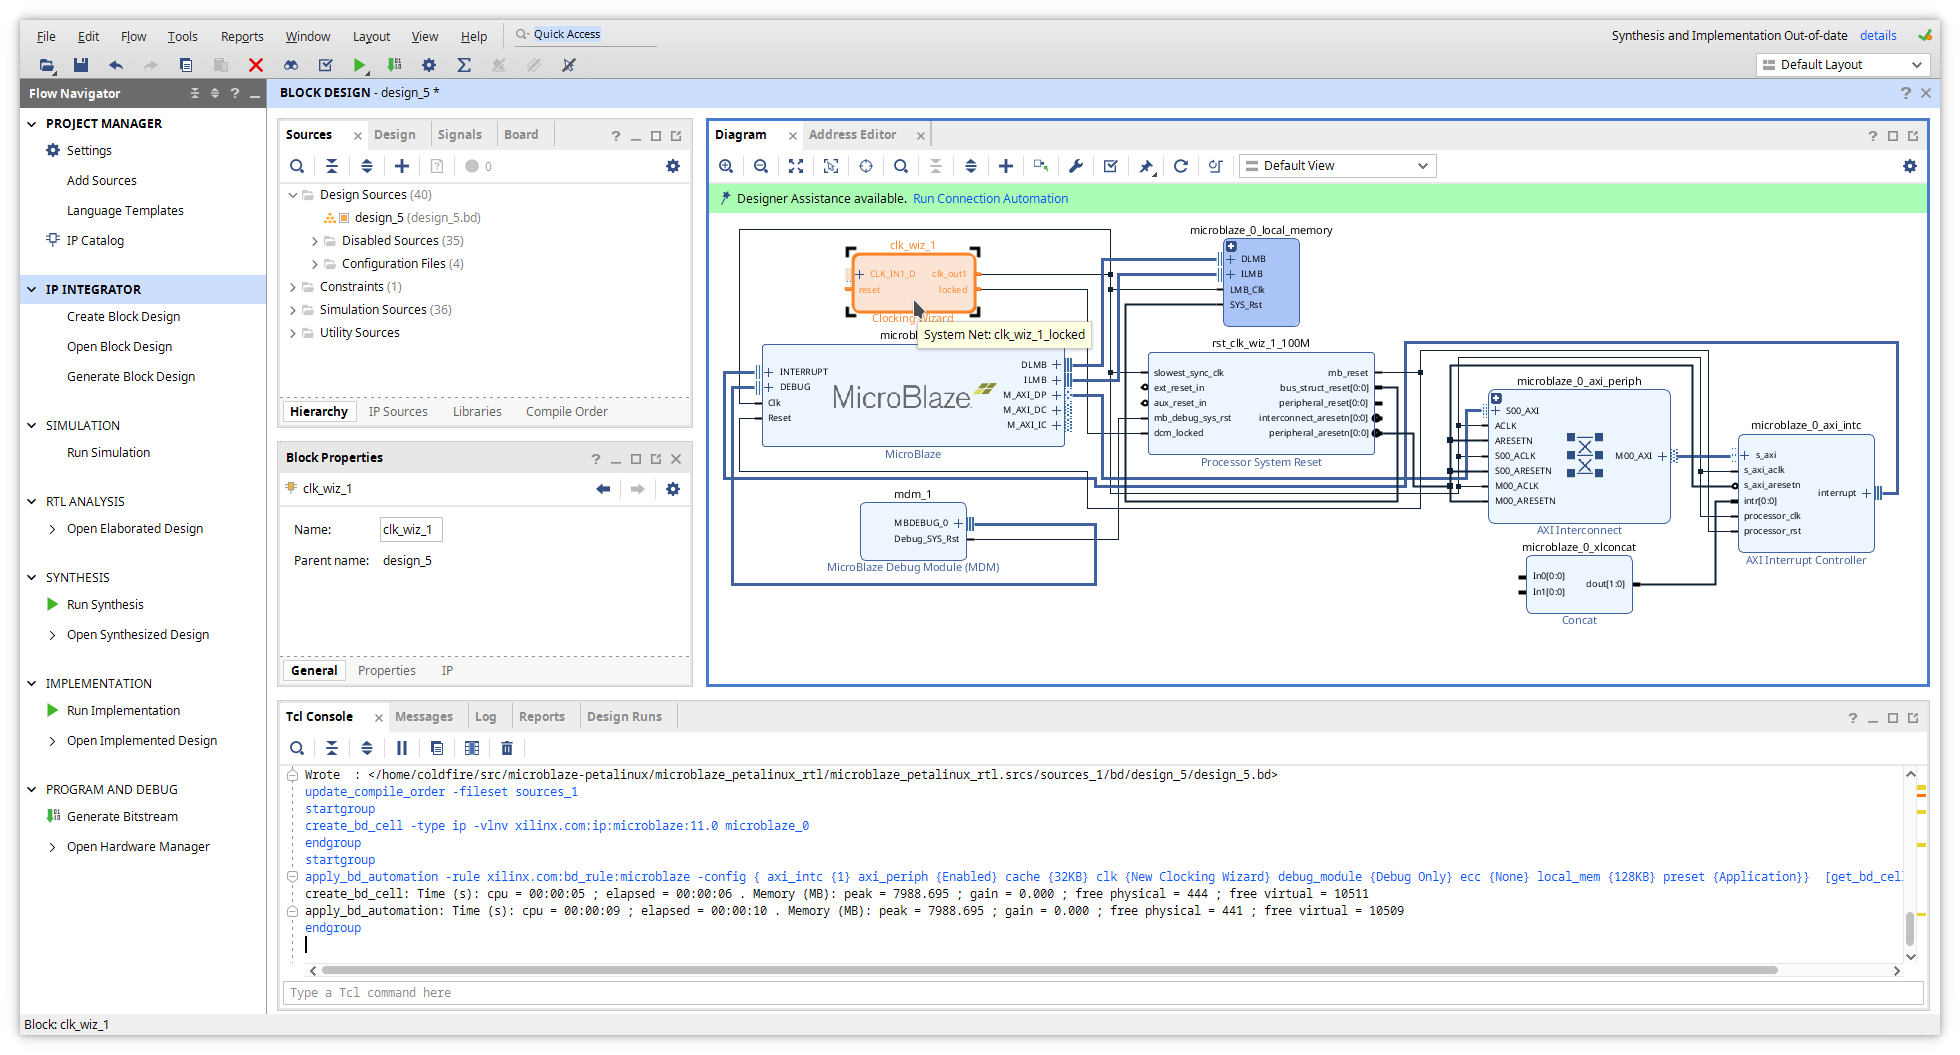 File Edit Flow Tools Reports Window Layout View Help Quick Access
Synthesis and Implementation Out-of-date details
Default Layout
Flow Navigator
PROJECT MANAGER
Settings
Add Sources
Language Templates
IP Catalog
IP INTEGRATOR
Create Block Design
Open Block Design
Generate Block Design
SIMULATION
Run Simulation
RTL ANALYSIS
Open Elaborated Design
SYNTHESIS
Run Synthesis
Open Synthesized Design
IMPLEMENTATION
Run Implementation
Open Implemented Design
PROGRAM AND DEBUG
Generate Bitstream
Open Hardware Manager
BLOCK DESIGN - design_5 *
Sources Design Signals Board
0
Design Sources (40)
design_5 (design_5.bd)
Disabled Sources (35)
Configuration Files (4)
Constraints (1)
Simulation Sources (36)
Utility Sources
Hierarchy IP Sources Libraries Compile Order
Block Properties
clk_wiz_1
Name: clk_wiz_1
Parent name: design_5
General Properties IP
Diagram Address Editor
Default View
Designer Assistance available. Run Connection Automation
clk_wiz_1
CLK_IN1_D clk_out1
reset locked
Clocking Wizard
System Net: clk_wiz_1_locked
microbl
INTERRUPT
DEBUG
Clk
Reset
MicroBlaze
DLMB
ILMB
M_AXI_DP
M_AXI_DC
M_AXI_IC
MicroBlaze
mdm_1
MBDEBUG_0
Debug_SYS_Rst
MicroBlaze Debug Module (MDM)
microblaze_0_local_memory
DLMB
ILMB
LMB_Clk
SYS_Rst
rst_clk_wiz_1_100M
slowest_sync_clk mb_reset
ext_reset_in bus_struct_reset[0:0]
aux_reset_in peripheral_reset[0:0]
mb_debug_sys_rst interconnect_aresetn[0:0]
dcm_locked peripheral_aresetn[0:0]
Processor System Reset
microblaze_0_axi_periph
S00_AXI
ACLK
ARESETN
S00_ACLK
S00_ARESETN
M00_ACLK
M00_ARESETN
M00_AXI
AXI Interconnect
microblaze_0_xlconcat
In0[0:0]
In1[0:0]
dout[1:0]
Concat
microblaze_0_axi_intc
s_axi
s_axi_aclk
s_axi_aresetn
intr[0:0]
processor_clk
processor_rst
interrupt
AXI Interrupt Controller
Tcl Console Messages Log Reports Design Runs
Wrote : </home/coldfire/src/microblaze-petalinux/microblaze_petalinux_rtl/microblaze_petalinux_rtl.srcs/sources_1/bd/design_5/design_5.bd>
update_compile_order -fileset sources_1
startgroup
create_bd_cell -type ip -vlnv xilinx.com:ip:microblaze:11.0 microblaze_0
endgroup
startgroup
apply_bd_automation -rule xilinx.com:bd_rule:microblaze -config { axi_intc {1} axi_periph {Enabled} cache {32KB} clk {New Clocking Wizard} debug_module {Debug Only} ecc {None} local_mem {128KB} preset {Application}} [get_bd_cel
create_bd_cell: Time (s): cpu = 00:00:05 ; elapsed = 00:00:06 . Memory (MB): peak = 7988.695 ; gain = 0.000 ; free physical = 444 ; free virtual = 10511
apply_bd_automation: Time (s): cpu = 00:00:09 ; elapsed = 00:00:10 . Memory (MB): peak = 7988.695 ; gain = 0.000 ; free physical = 441 ; free virtual = 10509
endgroup
Type a Tcl command here
Block: clk_wiz_1